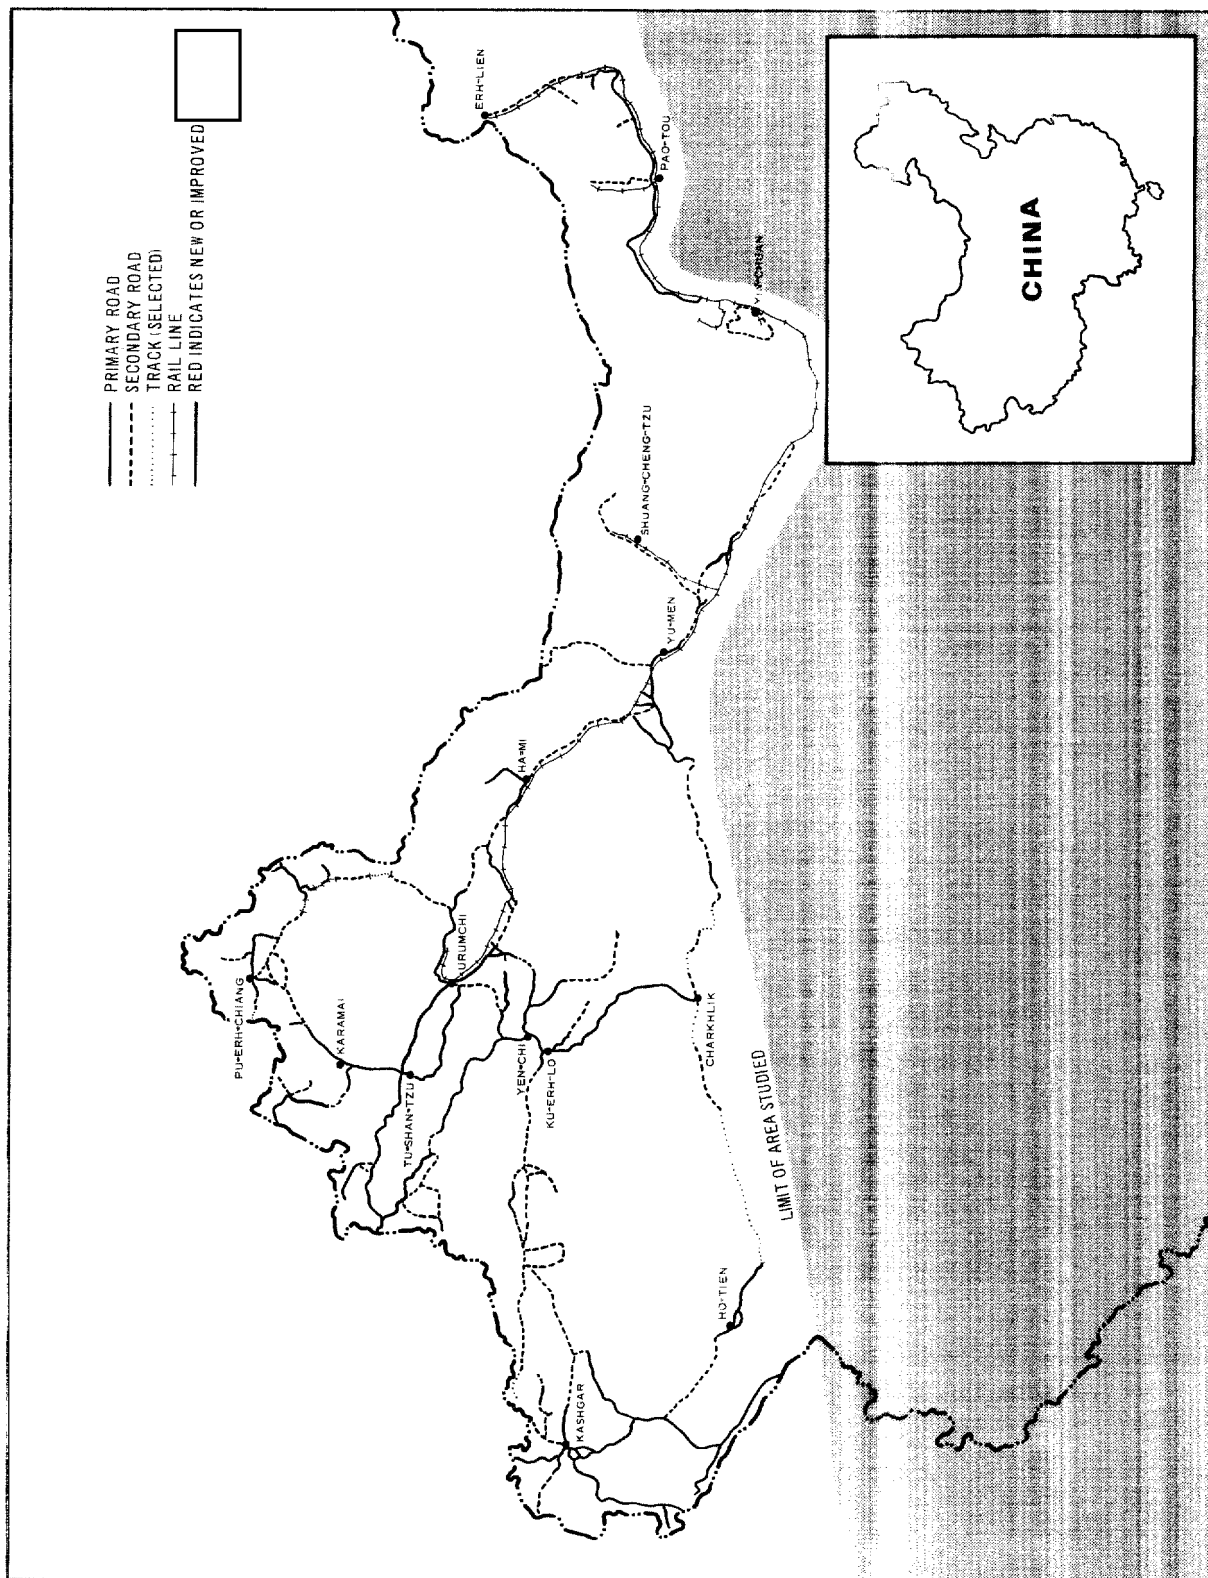 PRIMARY ROAD
SECONDARY ROAD
TRACK (SELECTED)
RAIL LINE
RED INDICATES NEW OR IMPROVED
ERH-LIEN
PAO-TOU
YIN-CHUAN
SHUANG-CHENG-TZU
YU-MEN
HA-MI
URUMCHI
PU-ERH-CHIANG
KARAMAI
TU-SHAN-TZU
YEN-CHI
KU-ERH-LO
CHARKHLIK
HO-TIEN
KASHGAR
LIMIT OF AREA STUDIED
CHINA